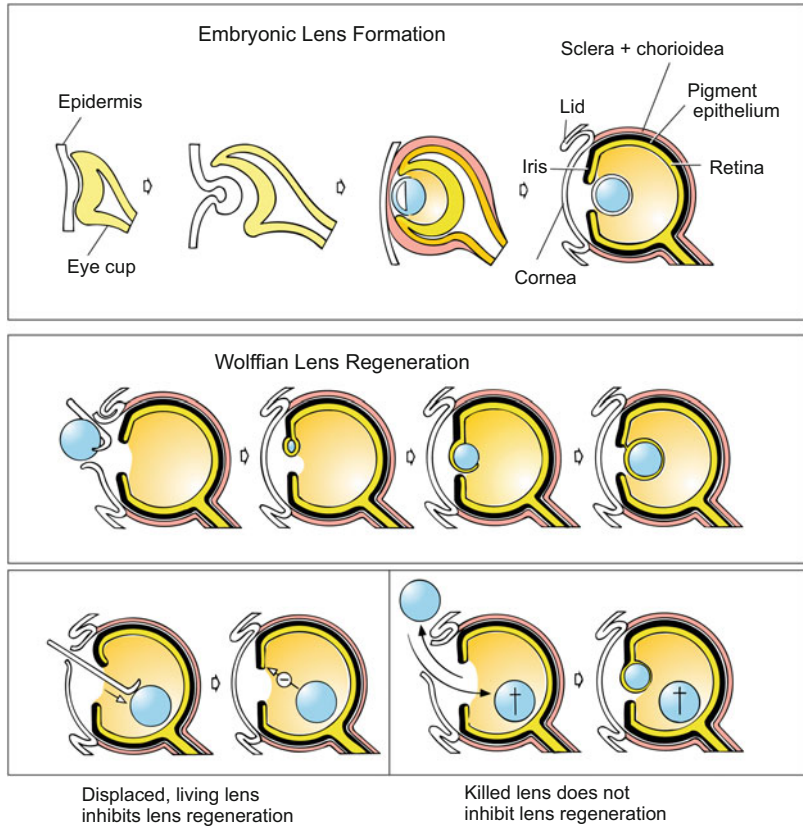 Embryonic Lens Formation
Sclera + chorioidea
Epidermis
Pigment
epithelium
Lid
Iris
Retina
Eye cup
Cornea
Wolffian Lens Regeneration
Displaced, living lens
inhibits lens regeneration
Killed lens does not
inhibit lens regeneration